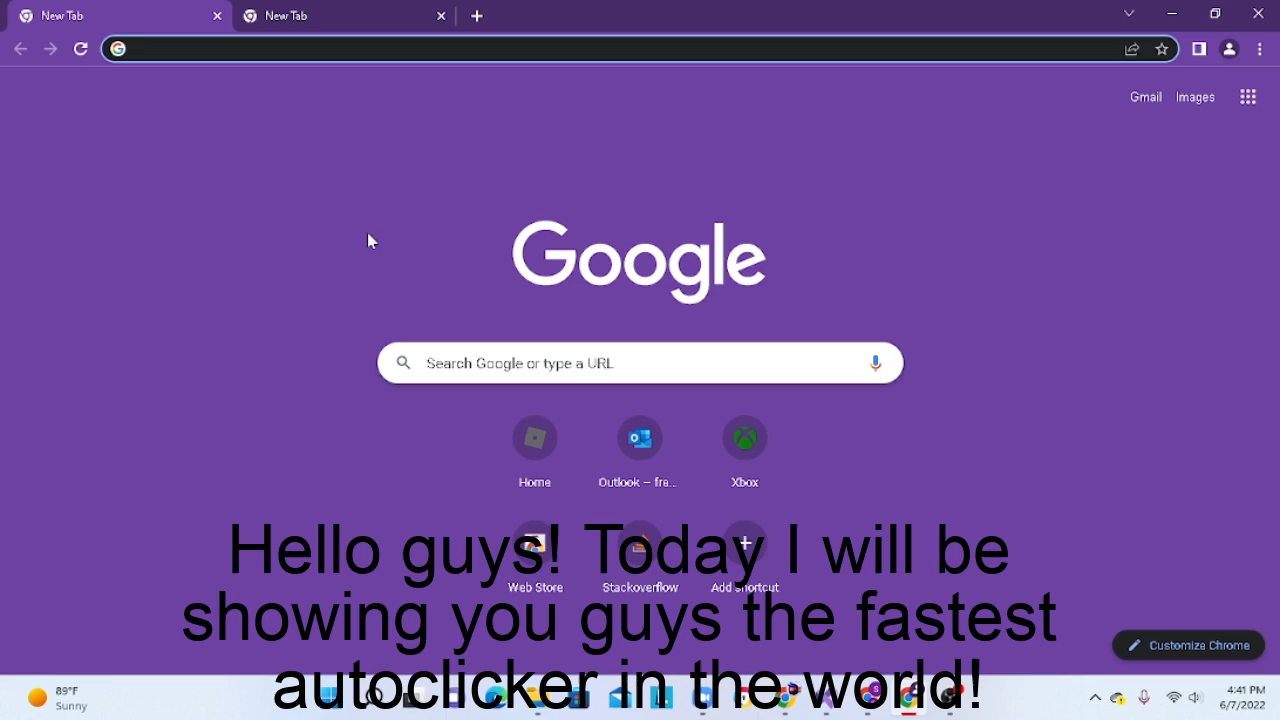 New Tab
New Tab
Gmail Images
Google
Search Google or type a URL
Home
Outlook – fra...
Xbox
Web Store
Stackoverflow
Add shortcut
Hello guys! Today I will be
showing you guys the fastest
autoclicker in the world!
Customize Chrome
89°F
Sunny
4:41 PM
6/7/2022